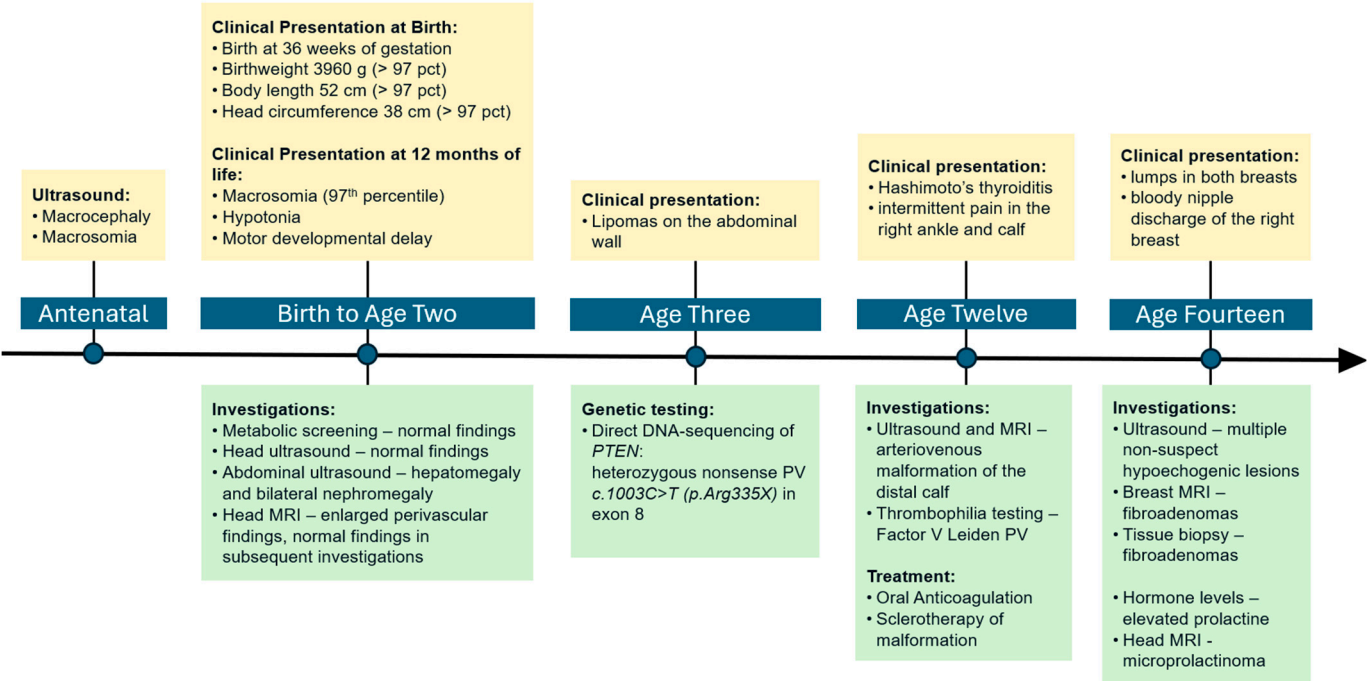 Ultrasound:
• Macrocephaly
• Macrosomia
Antenatal
Clinical Presentation at Birth:
• Birth at 36 weeks of gestation
• Birthweight 3960 g (> 97 pct)
• Body length 52 cm (> 97 pct)
• Head circumference 38 cm (> 97 pct)
Clinical Presentation at 12 months of
life:
• Macrosomia (97th percentile)
• Hypotonia
• Motor developmental delay
Birth to Age Two
Investigations:
• Metabolic screening – normal findings
• Head ultrasound – normal findings
• Abdominal ultrasound – hepatomegaly
and bilateral nephromegaly
• Head MRI – enlarged perivascular
findings, normal findings in
subsequent investigations
Clinical presentation:
• Lipomas on the abdominal
wall
Age Three
Genetic testing:
• Direct DNA-sequencing of
PTEN:
heterozygous nonsense PV
c.1003C>T (p.Arg335X) in
exon 8
Clinical presentation:
• Hashimoto’s thyroiditis
• intermittent pain in the
right ankle and calf
Age Twelve
Investigations:
• Ultrasound and MRI –
arteriovenous
malformation of the
distal calf
• Thrombophilia testing –
Factor V Leiden PV
Treatment:
• Oral Anticoagulation
• Sclerotherapy of
malformation
Clinical presentation:
• lumps in both breasts
• bloody nipple
discharge of the right
breast
Age Fourteen
Investigations:
• Ultrasound – multiple
non-suspect
hypoechogenic lesions
• Breast MRI –
fibroadenomas
• Tissue biopsy –
fibroadenomas
• Hormone levels –
elevated prolactine
• Head MRI -
microprolactinoma